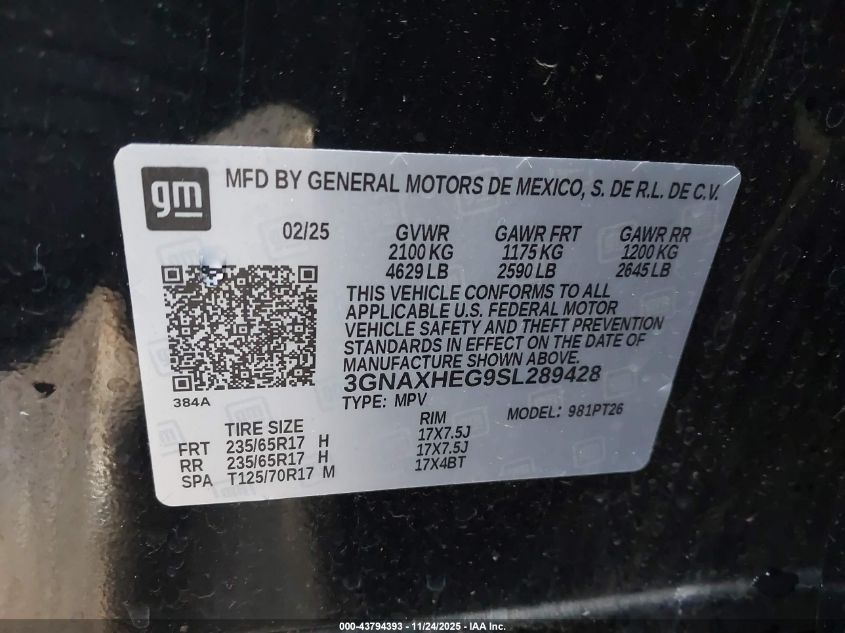 gm
MFD BY GENERAL MOTORS DE MEXICO, S. DE R.L. DE C.V.
02/25 GVWR GAWR FRT GAWR RR
2100 KG 1175 KG 1200 KG
4629 LB 2590 LB 2645 LB
THIS VEHICLE CONFORMS TO ALL
APPLICABLE U.S. FEDERAL MOTOR
VEHICLE SAFETY AND THEFT PREVENTION
STANDARDS IN EFFECT ON THE DATE OF
MANUFACTURE SHOWN ABOVE.
3GNAXHEG9SL289428
384A
TYPE: MPV MODEL: 981PT26
TIRE SIZE RIM
FRT 235/65R17 H 17X7.5J
RR 235/65R17 H 17X7.5J
SPA T125/70R17 M 17X4BT
000-43794393 - 11/24/2025 - IAA Inc.